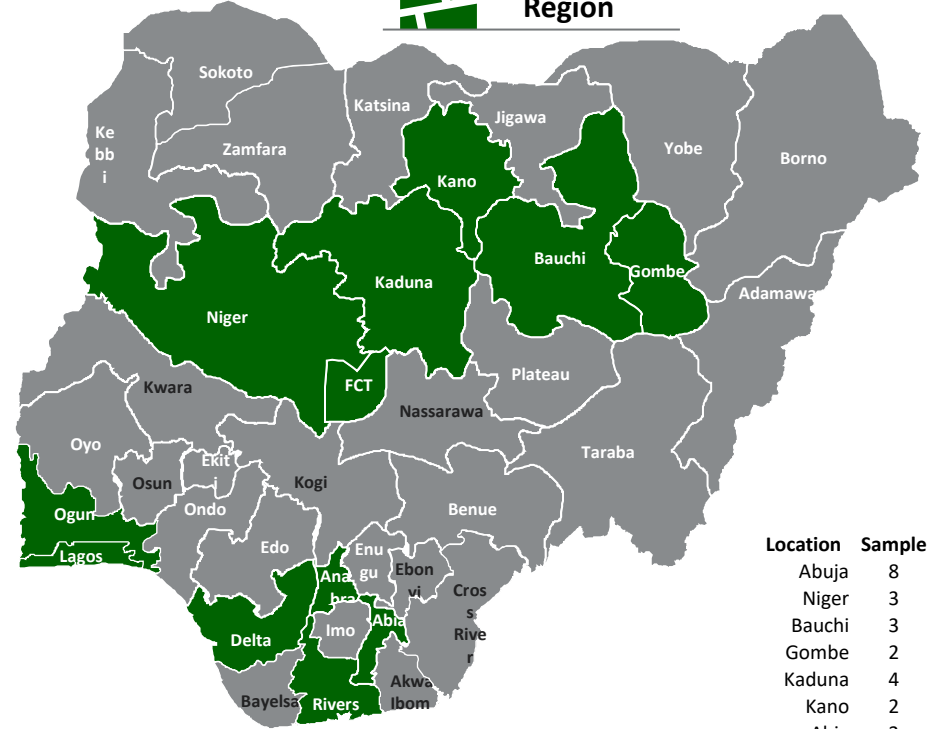 Region
Sokoto
Katsina
Jigawa
Ke
bb
i
Zamfara
Yobe
Borno
Kano
Bauchi
Gombe
Kaduna
Adamawa
Niger
FCT
Plateau
Kwara
Nassarawa
Oyo
Taraba
Ekit
i
Osun
Kogi
Ondo
Benue
Ogun
Edo
Enu
gu
Ebon
yi
Lagos
Ana
bra
Cros
s
Rive
r
Abia
Imo
Delta
Akwa
Ibom
Bayelsa
Rivers
Location Sample
Abuja 8
Niger 3
Bauchi 3
Gombe 2
Kaduna 4
Kano 2